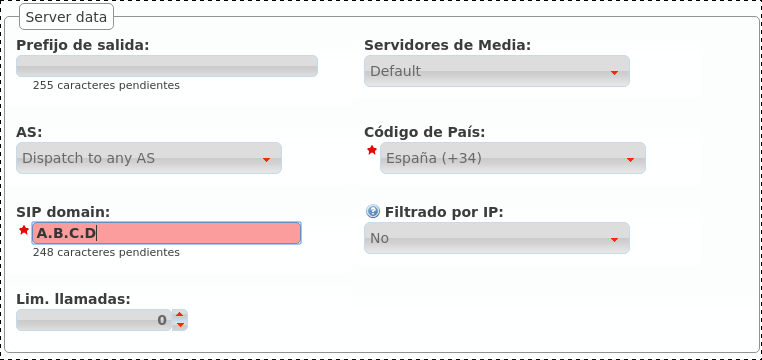 Server data
Prefijo de salida:
255 caracteres pendientes
Servidores de Media:
Default
AS:
Dispatch to any AS
Código de País:
España (+34)
SIP domain:
A.B.C.D
248 caracteres pendientes
Filtrado por IP:
No
Lim. llamadas:
0